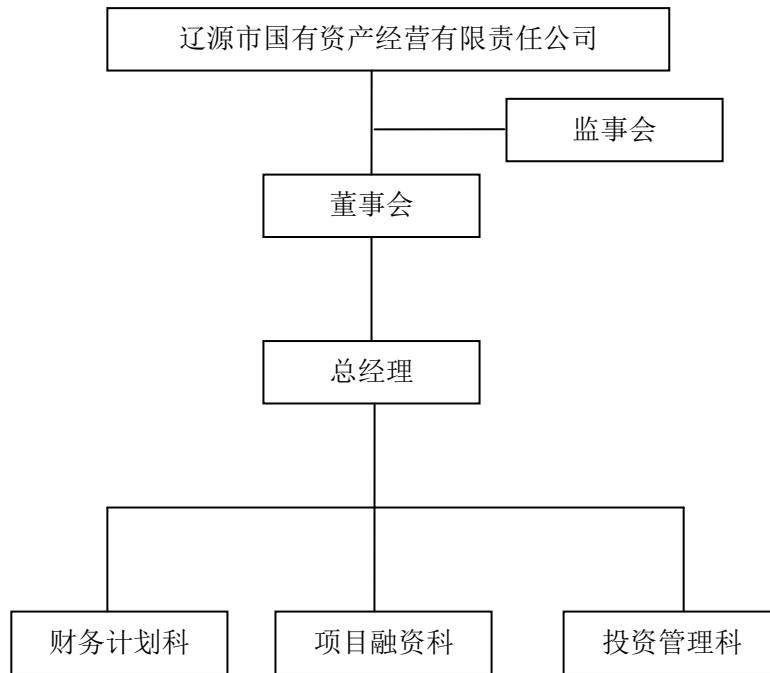 辽源市国有资产经营有限责任公司
监事会
董事会
总经理
财务计划科
项目融资科
投资管理科